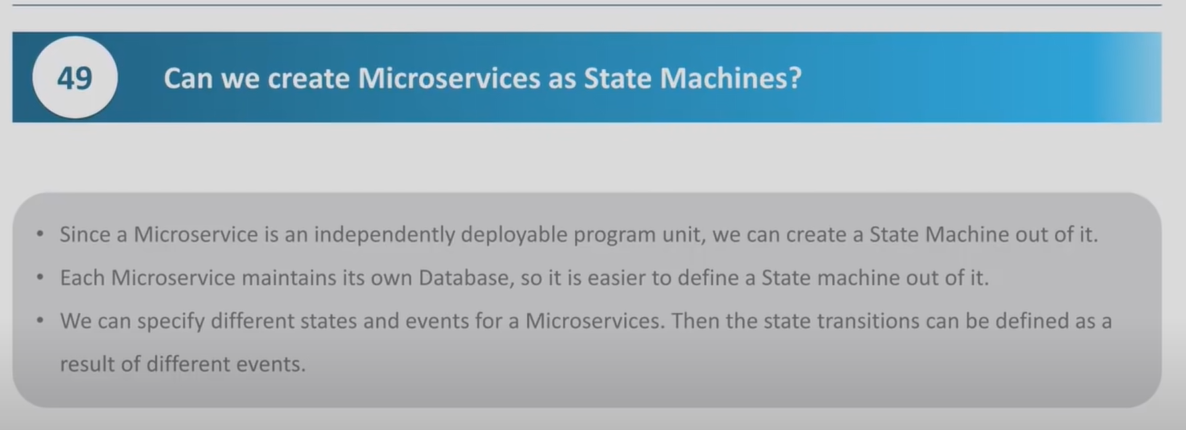 49
Can we create Microservices as State Machines?
• Since a Microservice is an independently deployable program unit, we can create a State Machine out of it.
• Each Microservice maintains its own Database, so it is easier to define a State machine out of it.
• We can specify different states and events for a Microservices. Then the state transitions can be defined as a
result of different events.